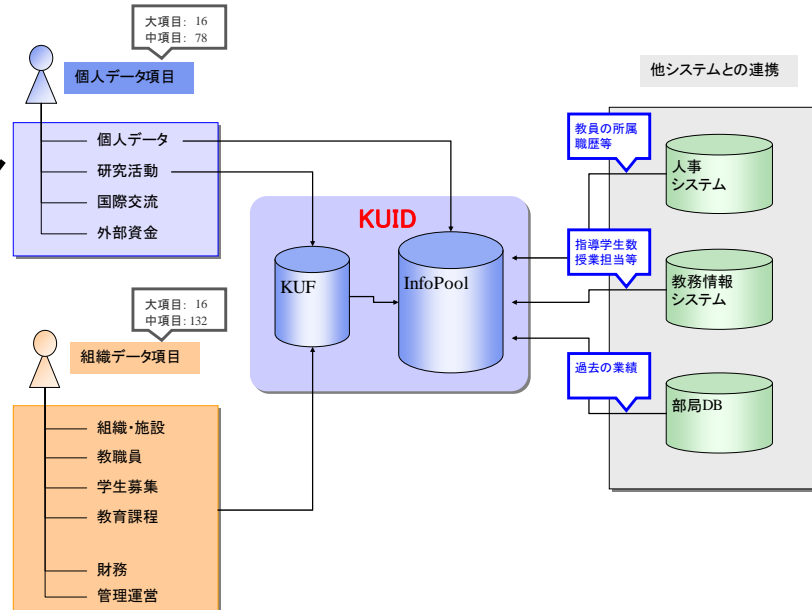 大項目: 16
中項目: 78
個人データ項目
個人データ
研究活動
国際交流
外部資金
大項目: 16
中項目: 132
組織データ項目
組織・施設
教職員
学生募集
教育課程
財務
管理運営
KUID
KUF
InfoPool
他システムとの連携
教員の所属
職歴等
人事
システム
指導学生数
授業担当等
教務情報
システム
過去の業績
部局DB